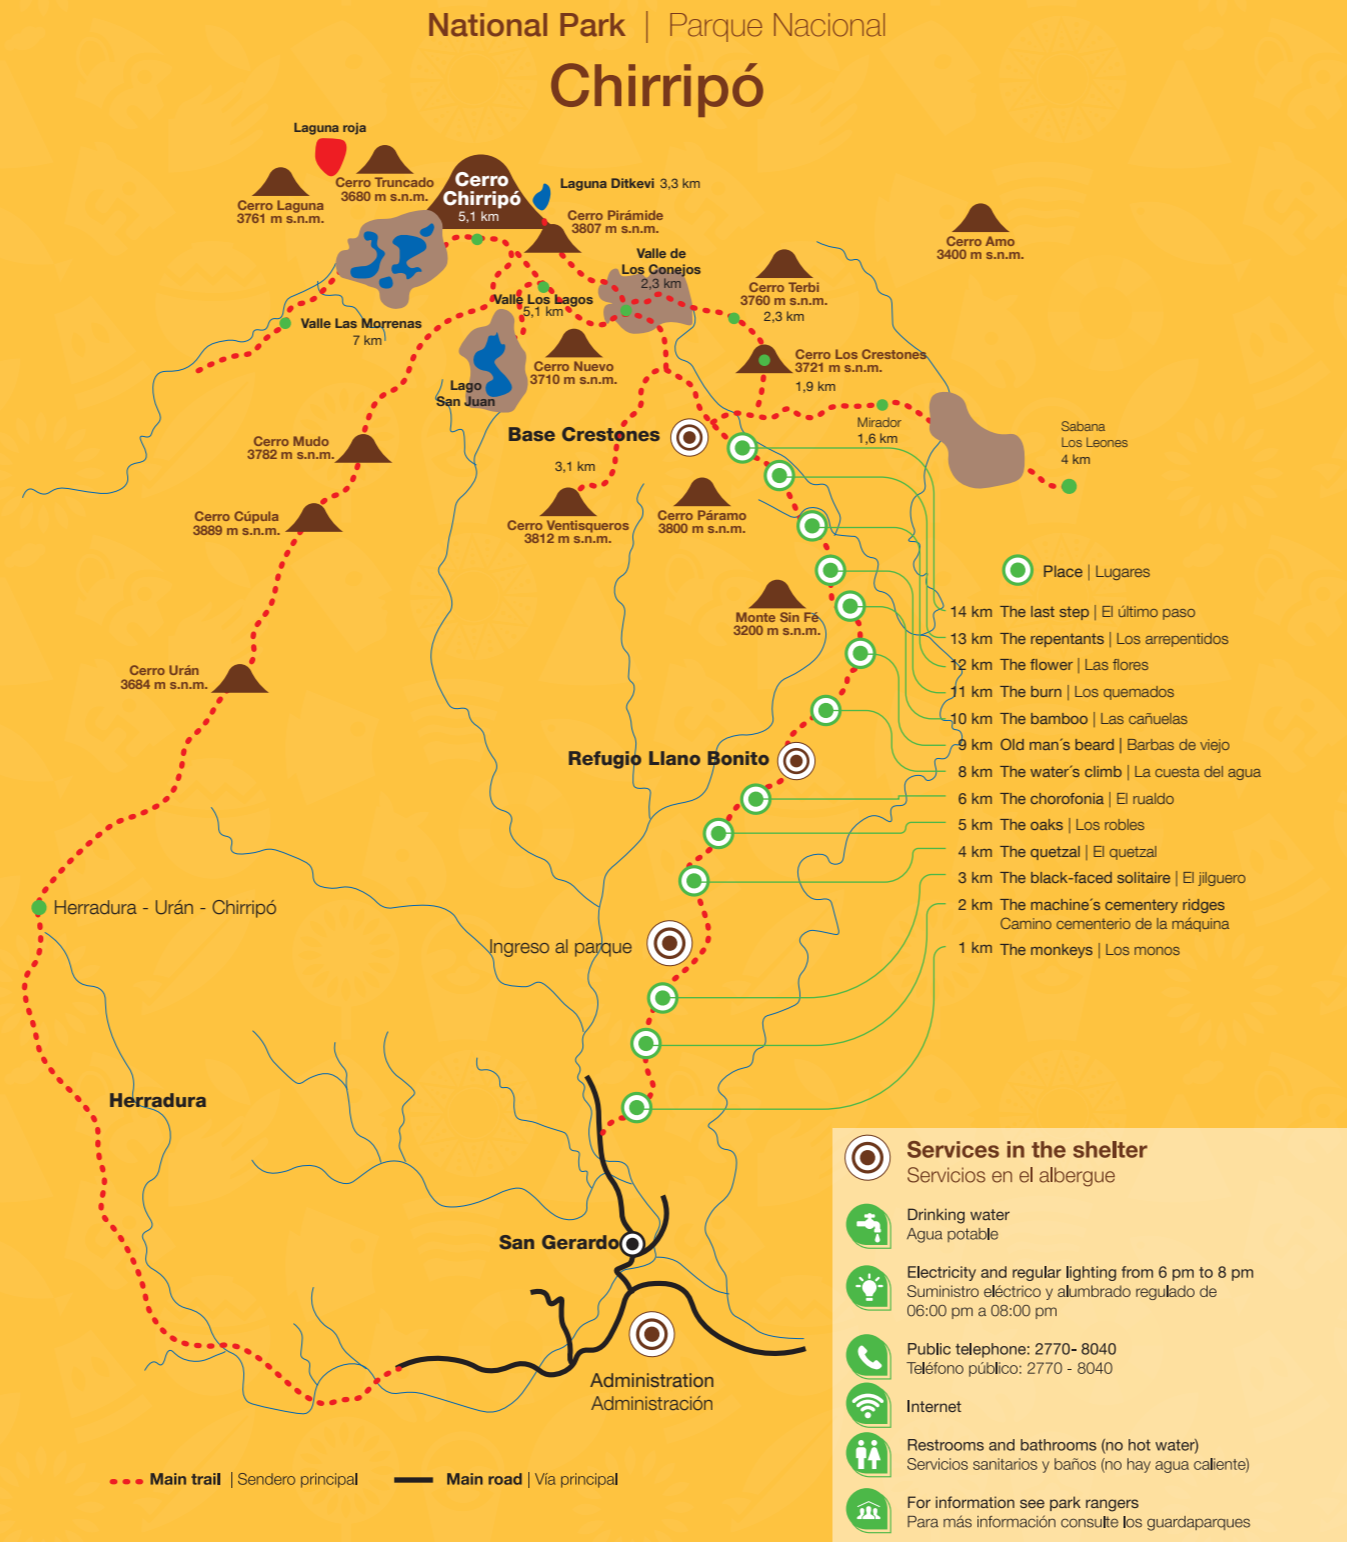 National Park | Parque Nacional
Chirripó
Laguna roja
Cerro Truncado
3680 m s.n.m.
Cerro Laguna
3761 m s.n.m.
Cerro
Chirripó
5,1 km
Laguna Ditkevi 3,3 km
Cerro Pirámide
3807 m s.n.m.
Cerro Amo
3400 m s.n.m.
Valle de
Los Conejos
2,3 km
Cerro Terbi
3760 m s.n.m.
2,3 km
Valle Los Lagos
5,1 km
Valle Las Morrenas
7 km
Cerro Nuevo
3710 m s.n.m.
Cerro Los Crestones
3721 m s.n.m.
1,9 km
Lago
San Juan
Mirador
1,6 km
Sabana
Los Leones
4 km
Base Crestones
Cerro Mudo
3782 m s.n.m.
3,1 km
Cerro Ventisqueros
3812 m s.n.m.
Cerro Páramo
3800 m s.n.m.
Cerro Cúpula
3889 m s.n.m.
Place | Lugares
Monte Sin Fé
3200 m s.n.m.
14 km The last step | El último paso
13 km The repentants | Los arrepentidos
12 km The flower | Las flores
11 km The burn | Los quemados
10 km The bamboo | Las cañuelas
9 km Old man´s beard | Barbas de viejo
8 km The water´s climb | La cuesta del agua
6 km The chorofonia | El rualdo
5 km The oaks | Los robles
4 km The quetzal | El quetzal
3 km The black-faced solitaire | El jilguero
2 km The machine´s cementery ridges
Camino cementerio de la máquina
1 km The monkeys | Los monos
Cerro Urán
3684 m s.n.m.
Refugio Llano Bonito
Herradura - Urán - Chirripó
Ingreso al parque
Herradura
San Gerardo
Administration
Administración
Services in the shelter
Servicios en el albergue
Drinking water
Agua potable
Electricity and regular lighting from 6 pm to 8 pm
Suministro eléctrico y alumbrado regulado de
06:00 pm a 08:00 pm
Public telephone: 2770- 8040
Teléfono público: 2770 - 8040
Internet
Restrooms and bathrooms (no hot water)
Servicios sanitarios y baños (no hay agua caliente)
For information see park rangers
Para más información consulte los guardaparques
Main trail | Sendero principal
Main road | Vía principal